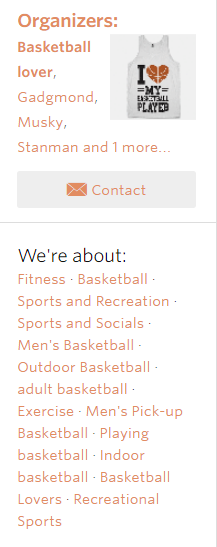 Organizers:
Basketball
lover,
Gadgmond,
Musky,
Stanman and 1 more...
I
MY
BASKETBALL
PLAYER
Contact
We're about:
Fitness · Basketball ·
Sports and Recreation ·
Sports and Socials ·
Men's Basketball ·
Outdoor Basketball ·
adult basketball ·
Exercise · Men's Pick-up
Basketball · Playing
basketball · Indoor
basketball · Basketball
Lovers · Recreational
Sports